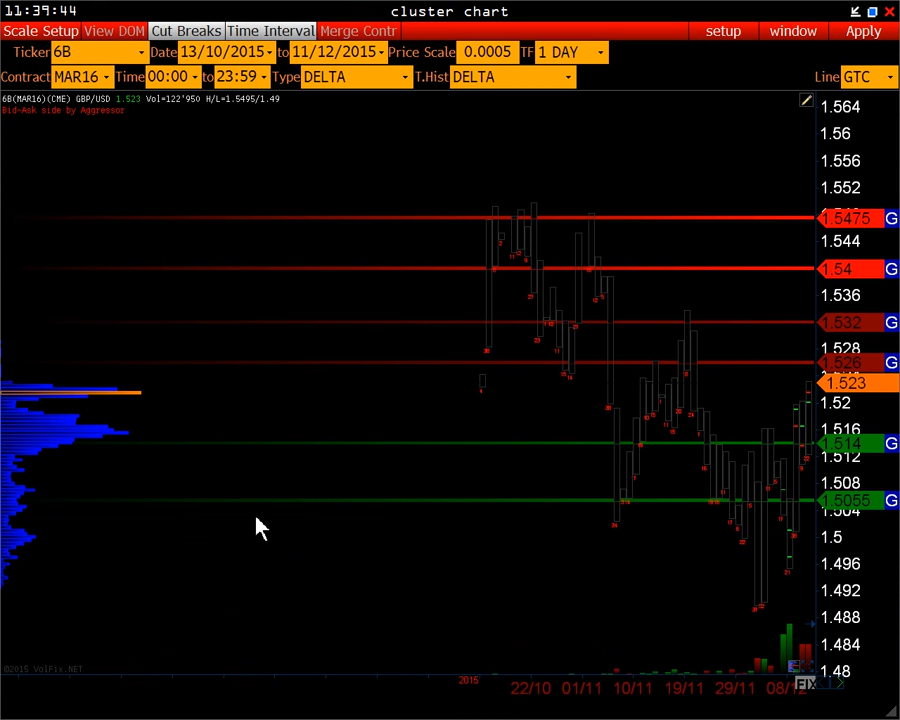 11:39:44 cluster chart
Scale Setup View DOM Cut Breaks Time Interval Merge Contr setup window Apply
Ticker 6B Date 13/10/2015 to 11/12/2015 Price Scale 0.0005 TF 1 DAY
Contract MAR16 Time 00:00 to 23:59 Type DELTA T.Hist DELTA Line GTC
6B(MAR16)(CME) GBP/USD 1.523 Vol=122'950 H/L=1.5495/1.49
Bid-Ask side by Aggressor
1.564
1.56
1.556
1.552
1.5475 G
1.544
1.54 G
1.536
1.532 G
1.528
1.526 G
1.523
1.52
1.516
1.514 G
1.512
1.508
1.5055 G
1.504
1.5
1.496
1.492
1.488
1.484
1.48
©2015 VolFix.NET
2015
22/10 01/11 10/11 19/11 29/11 08/12
FIX